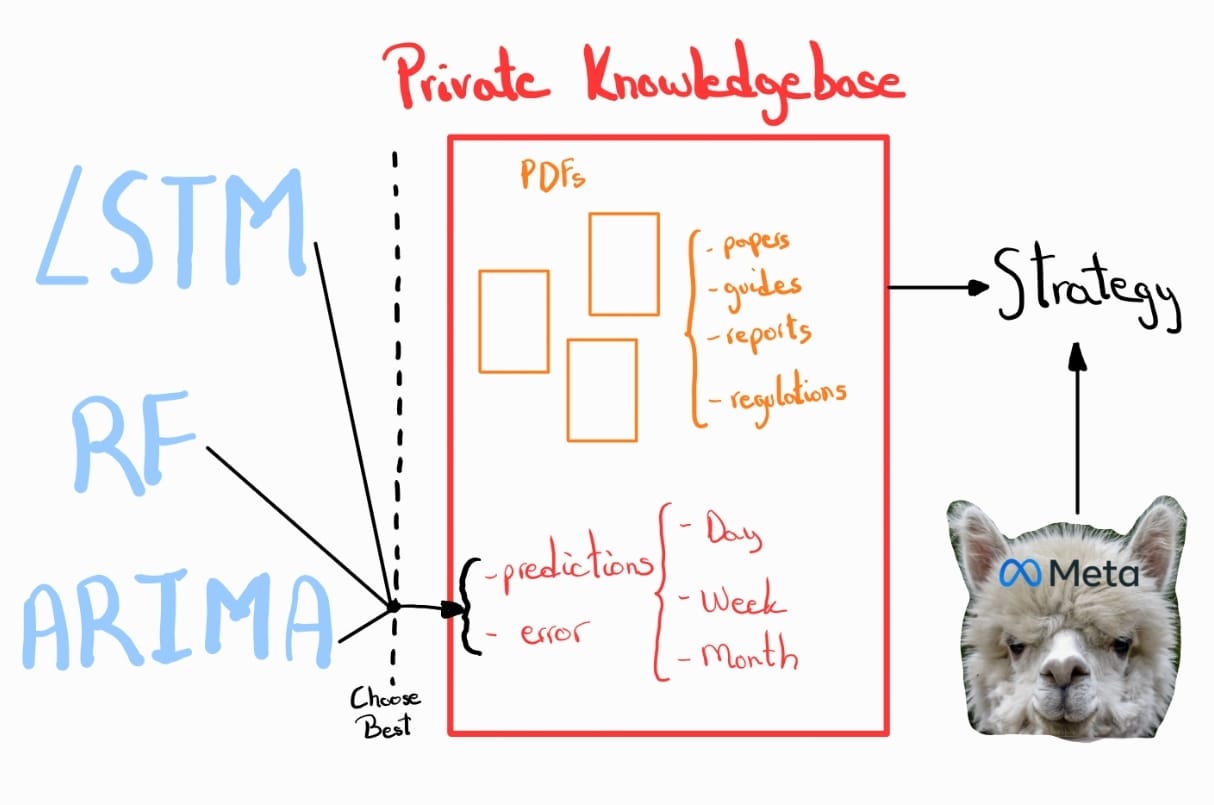 Private Knowledgebase
LSTM
RF
ARIMA
Choose
Best
PDFs
- papers
- guides
- reports
- regulations
- predictions
- error
- Day
- Week
- Month
Strategy
Meta